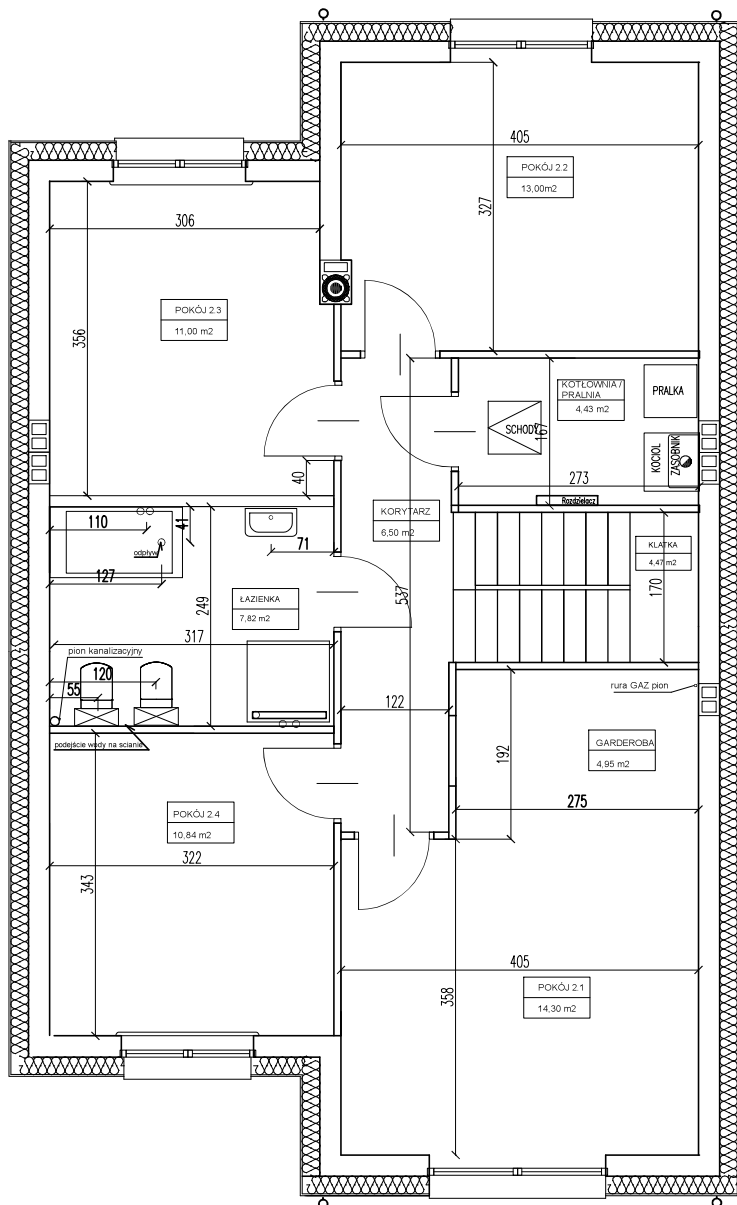 405
POKÓJ 2.2
13,00m2
327
306
POKÓJ 2.3
11,00 m2
356
KOTŁOWNIA /
PRALNIA
4,43 m2
PRALKA
SCHODY
167
KOCIOL
ZASOBNIK
273
Rozdzielacz
40
110
41
odpływ
127
71
249
ŁAZIENKA
7,82 m2
317
KORYTARZ
6,50 m2
537
KLATKA
4,47 m2
170
pion kanalizacyjny
120
55
podejście wody na scianie
122
rura GAZ pion
GARDEROBA
4,95 m2
192
275
POKÓJ 2.4
10,84 m2
322
343
405
POKÓJ 2.1
14,30 m2
358